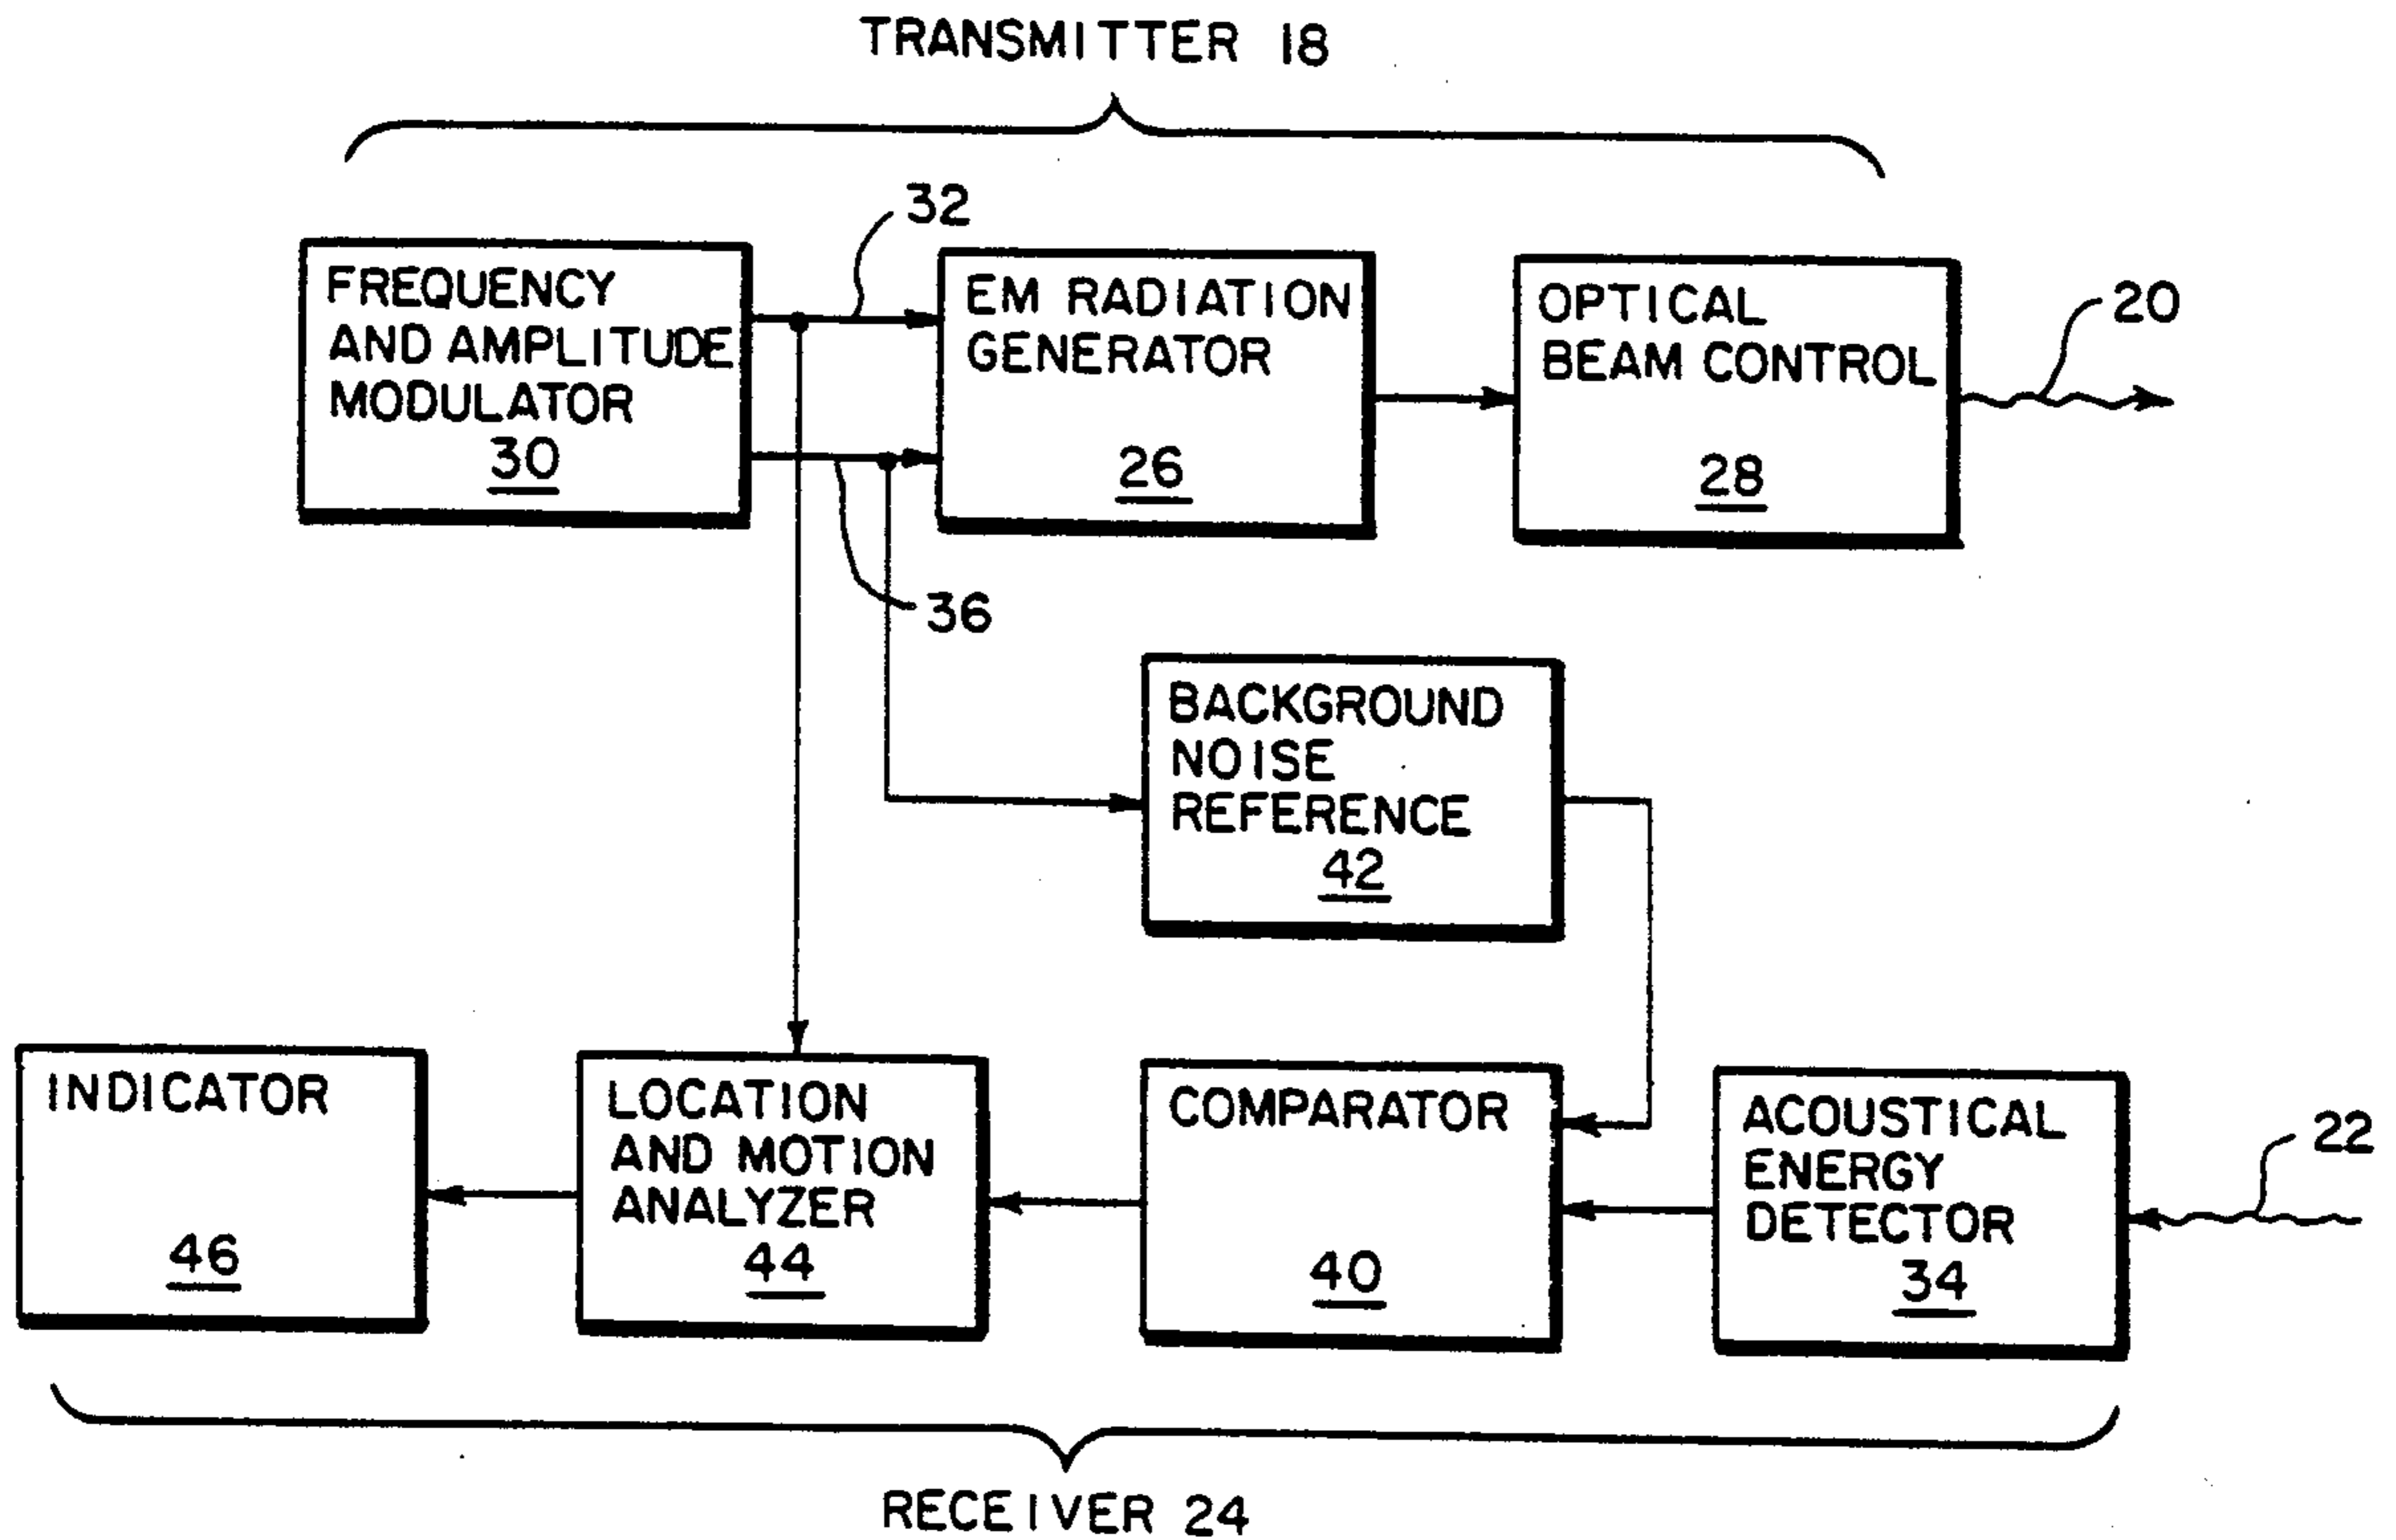 TRANSMITTER 18
32
FREQUENCY
AND AMPLITUDE
MODULATOR
30
EM RADIATION
GENERATOR
26
OPTICAL
BEAM CONTROL
28
20
36
BACKGROUND
NOISE
REFERENCE
42
INDICATOR
46
LOCATION
AND MOTION
ANALYZER
44
COMPARATOR
40
ACOUSTICAL
ENERGY
DETECTOR
34
22
RECEIVER 24